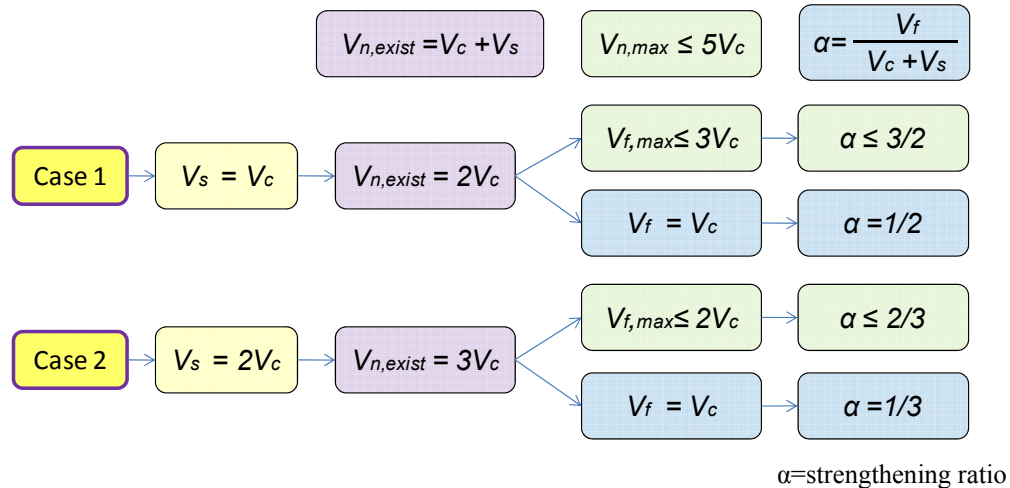 Vn,exist =Vc +Vs
Vn,max ≤ 5Vc
α= Vf / Vc +Vs
Vf,max ≤ 3Vc
α ≤ 3/2
Case 1
Vs = Vc
Vn,exist = 2Vc
Vf = Vc
α =1/2
Vf,max ≤ 2Vc
α ≤ 2/3
Case 2
Vs = 2Vc
Vn,exist = 3Vc
Vf = Vc
α =1/3
α=strengthening ratio